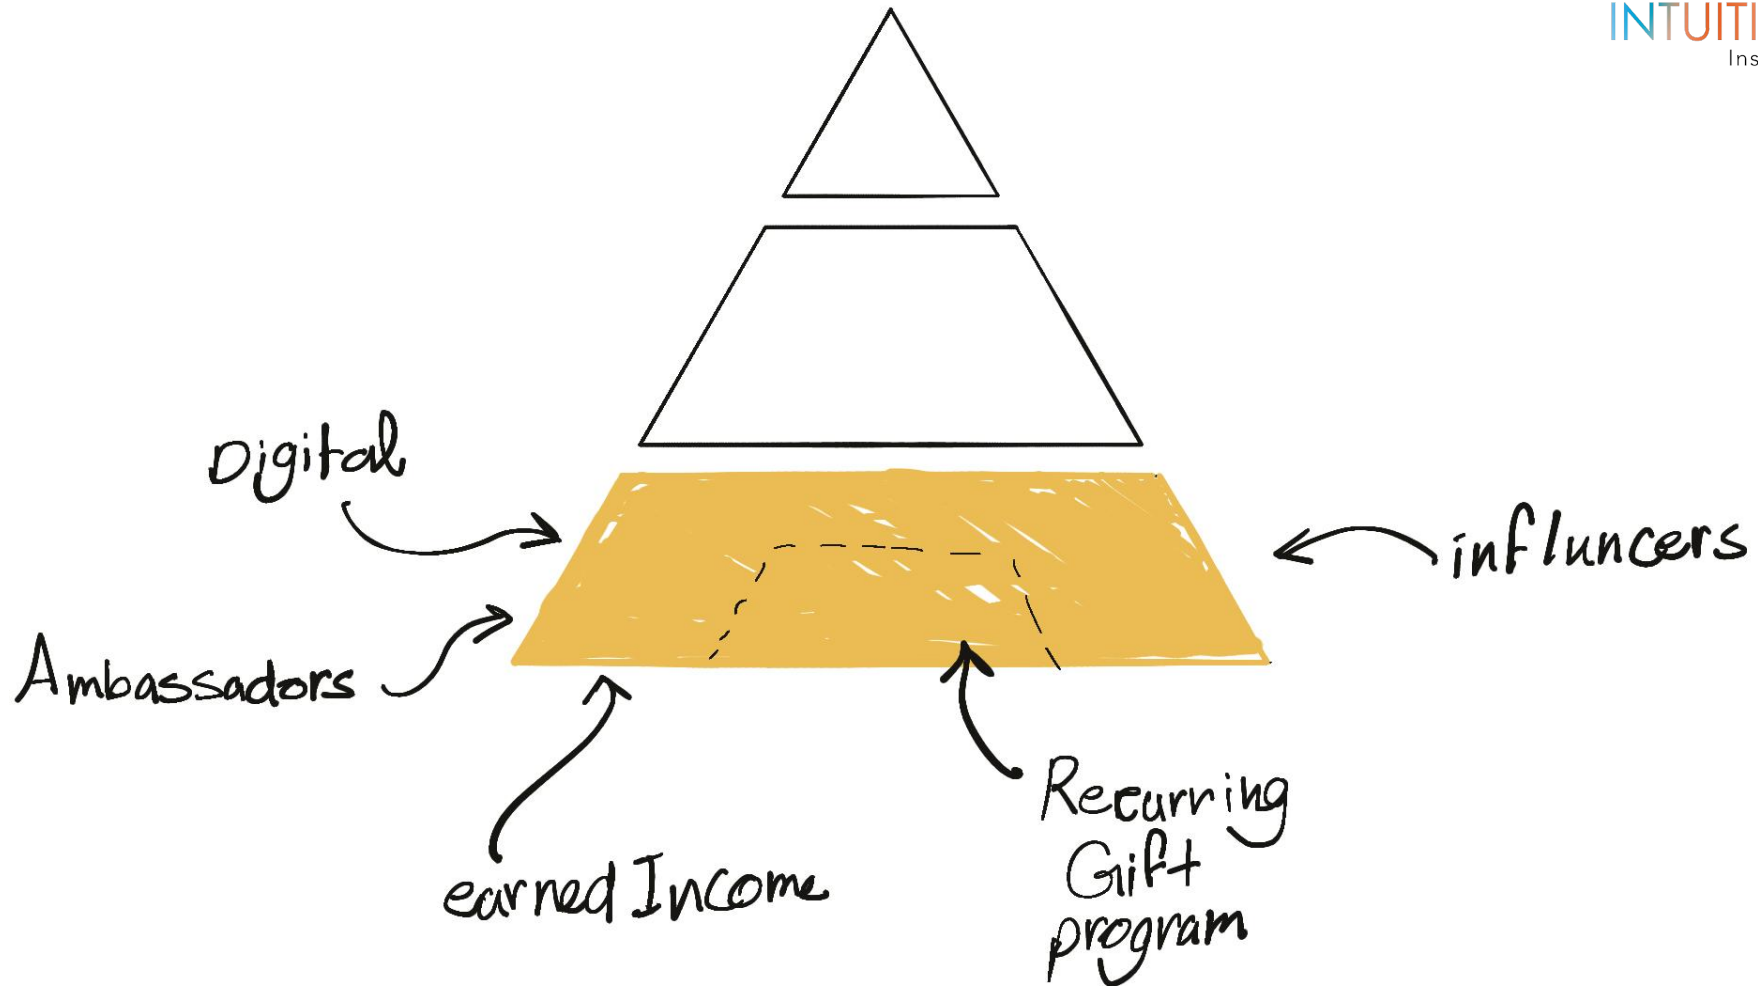 INTUITI
Ins
Digital
influncers
Ambassadors
Recurring
Gift
program
earned Income